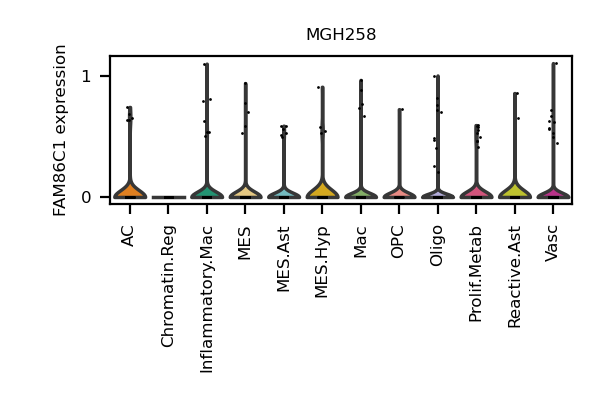 MGH258
FAM86C1 expression
1
0
AC
Chromatin.Reg
Inflammatory.Mac
MES
MES.Ast
MES.Hyp
Mac
OPC
Oligo
Prolif.Metab
Reactive.Ast
Vasc